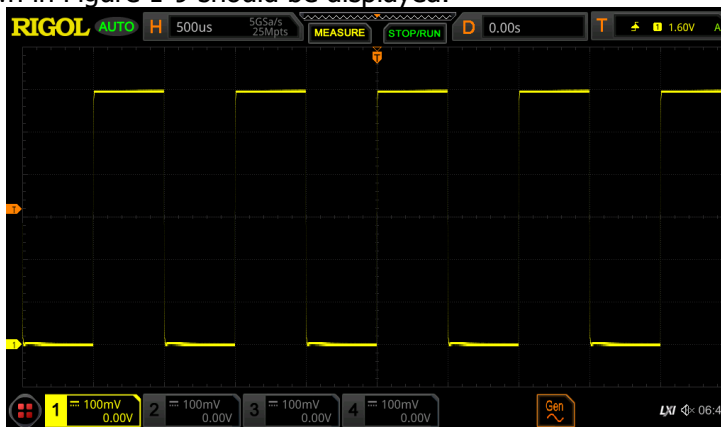 in Figure 1-9 should be displayed.
RIGOL AUTO H 500us 5GSa/s 25Mpts MEASURE STOP/RUN D 0.00s T 1 1.60V A
T
T
1
1 100mV 0.00V 2 100mV 0.00V 3 100mV 0.00V 4 100mV 0.00V Gen LXI 06:4